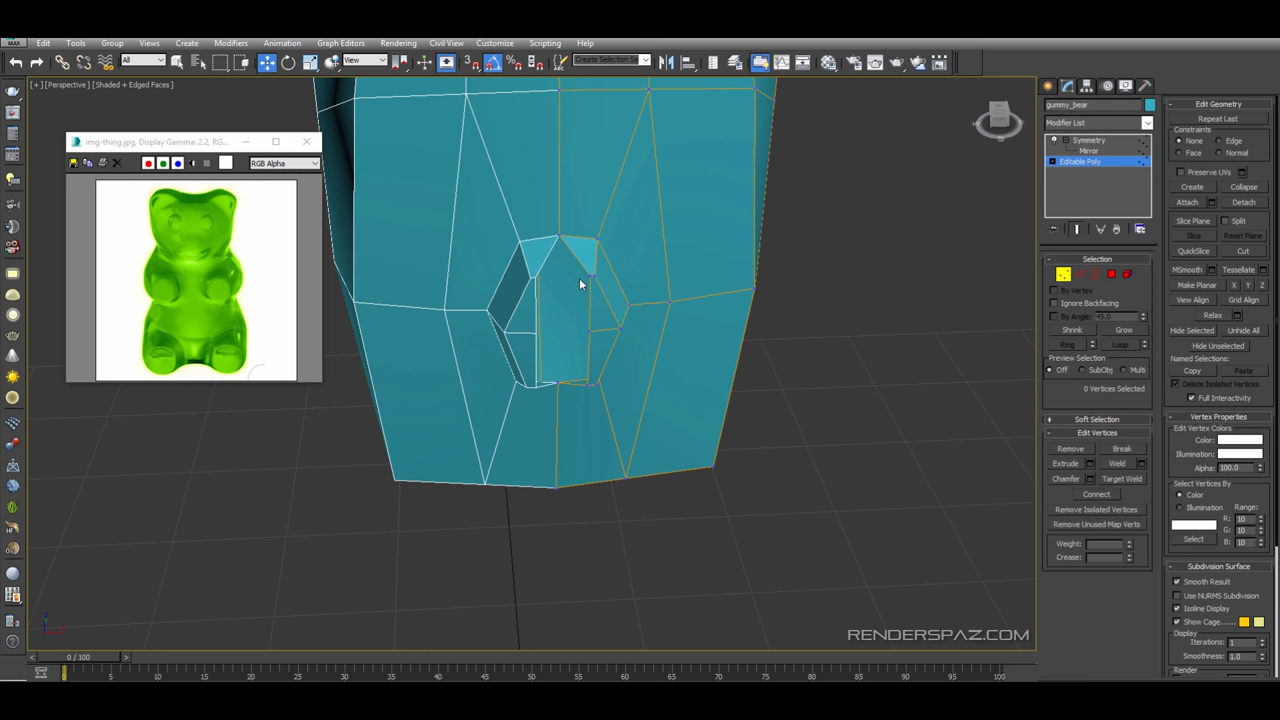 MAX
Edit Tools Group Views Create Modifiers Animation Graph Editors Rendering Civil View Customize Scripting Help
All View Create Selection Se
[+] [Perspective] [Shaded + Edged Faces]
img-thing.jpg, Display Gamma: 2.2, RG...
RGB Alpha
gummy_bear
Modifier List
Symmetry
Mirror
Editable Poly
Selection
By Vertex
Ignore Backfacing
By Angle: 45.0
Shrink Grow
Ring Loop
Preview Selection
Off SubObj Multi
0 Vertices Selected
Soft Selection
Edit Vertices
Remove Break
Extrude Weld
Chamfer Target Weld
Connect
Remove Isolated Vertices
Remove Unused Map Verts
Weight:
Crease:
Edit Geometry
Repeat Last
Constraints
None Edge
Face Normal
Preserve UVs
Create Collapse
Attach Detach
Slice Plane Split
Slice Reset Plane
QuickSlice Cut
MSmooth Tessellate
Make Planar X Y Z
View Align Grid Align
Relax
Hide Selected Unhide All
Hide Unselected
Named Selections:
Copy Paste
Delete Isolated Vertices
Full Interactivity
Vertex Properties
Edit Vertex Colors
Color:
Illumination:
Alpha: 100.0
Select Vertices By
Color
Illumination Range:
R: 10
G: 10
Select B: 10
Subdivision Surface
Smooth Result
Use NURMS Subdivision
Isoline Display
Show Cage......
Display
Iterations: 1
Smoothness: 1.0
Render
RENDERSPAZ.COM
0 / 100
0 5 10 15 20 25 30 35 40 45 50 55 60 65 70 75 80 85 90 95 100